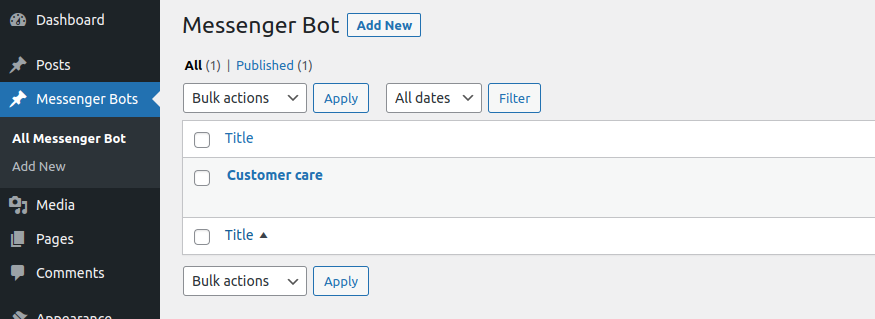 Dashboard
Posts
Messenger Bots
All Messenger Bot
Add New
Media
Pages
Comments
Appearance
Messenger Bot Add New
All (1) | Published (1)
Bulk actions Apply All dates Filter
Title
Customer care
Title
Bulk actions Apply